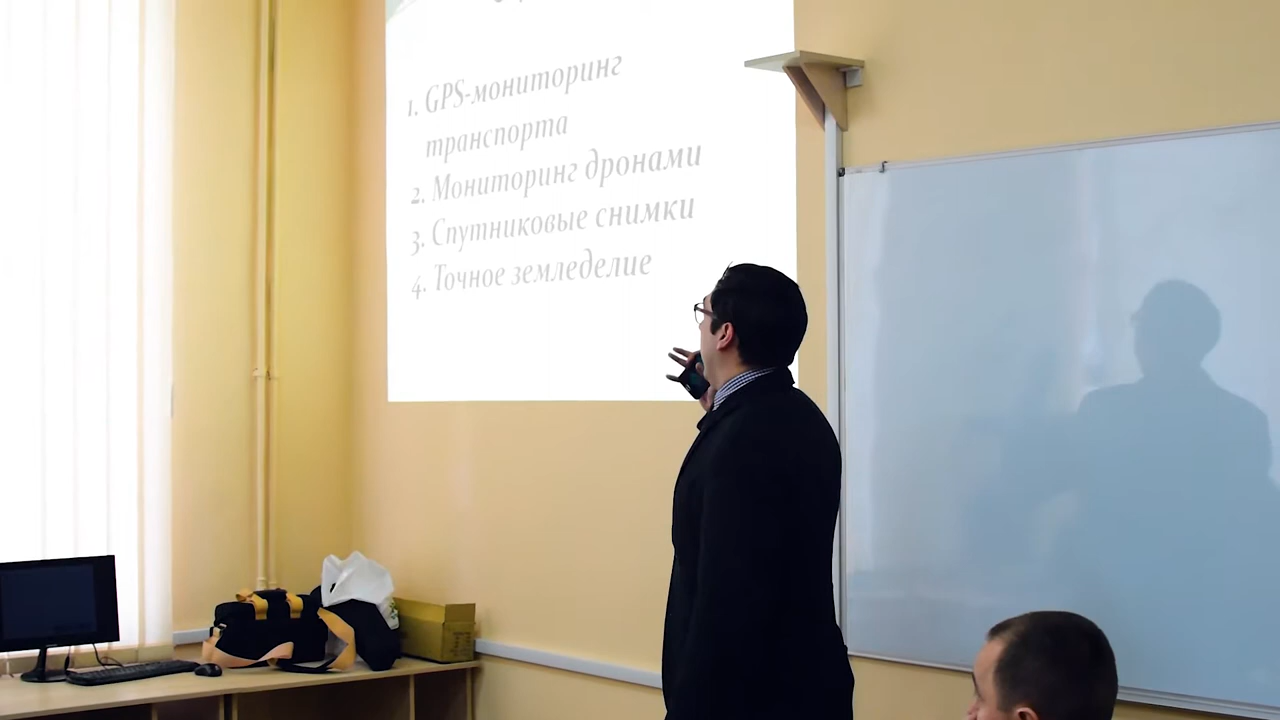 1. GPS-мониторинг
транспорта
2. Мониторинг дронами
3. Спутниковые снимки
4. Точное земледелие